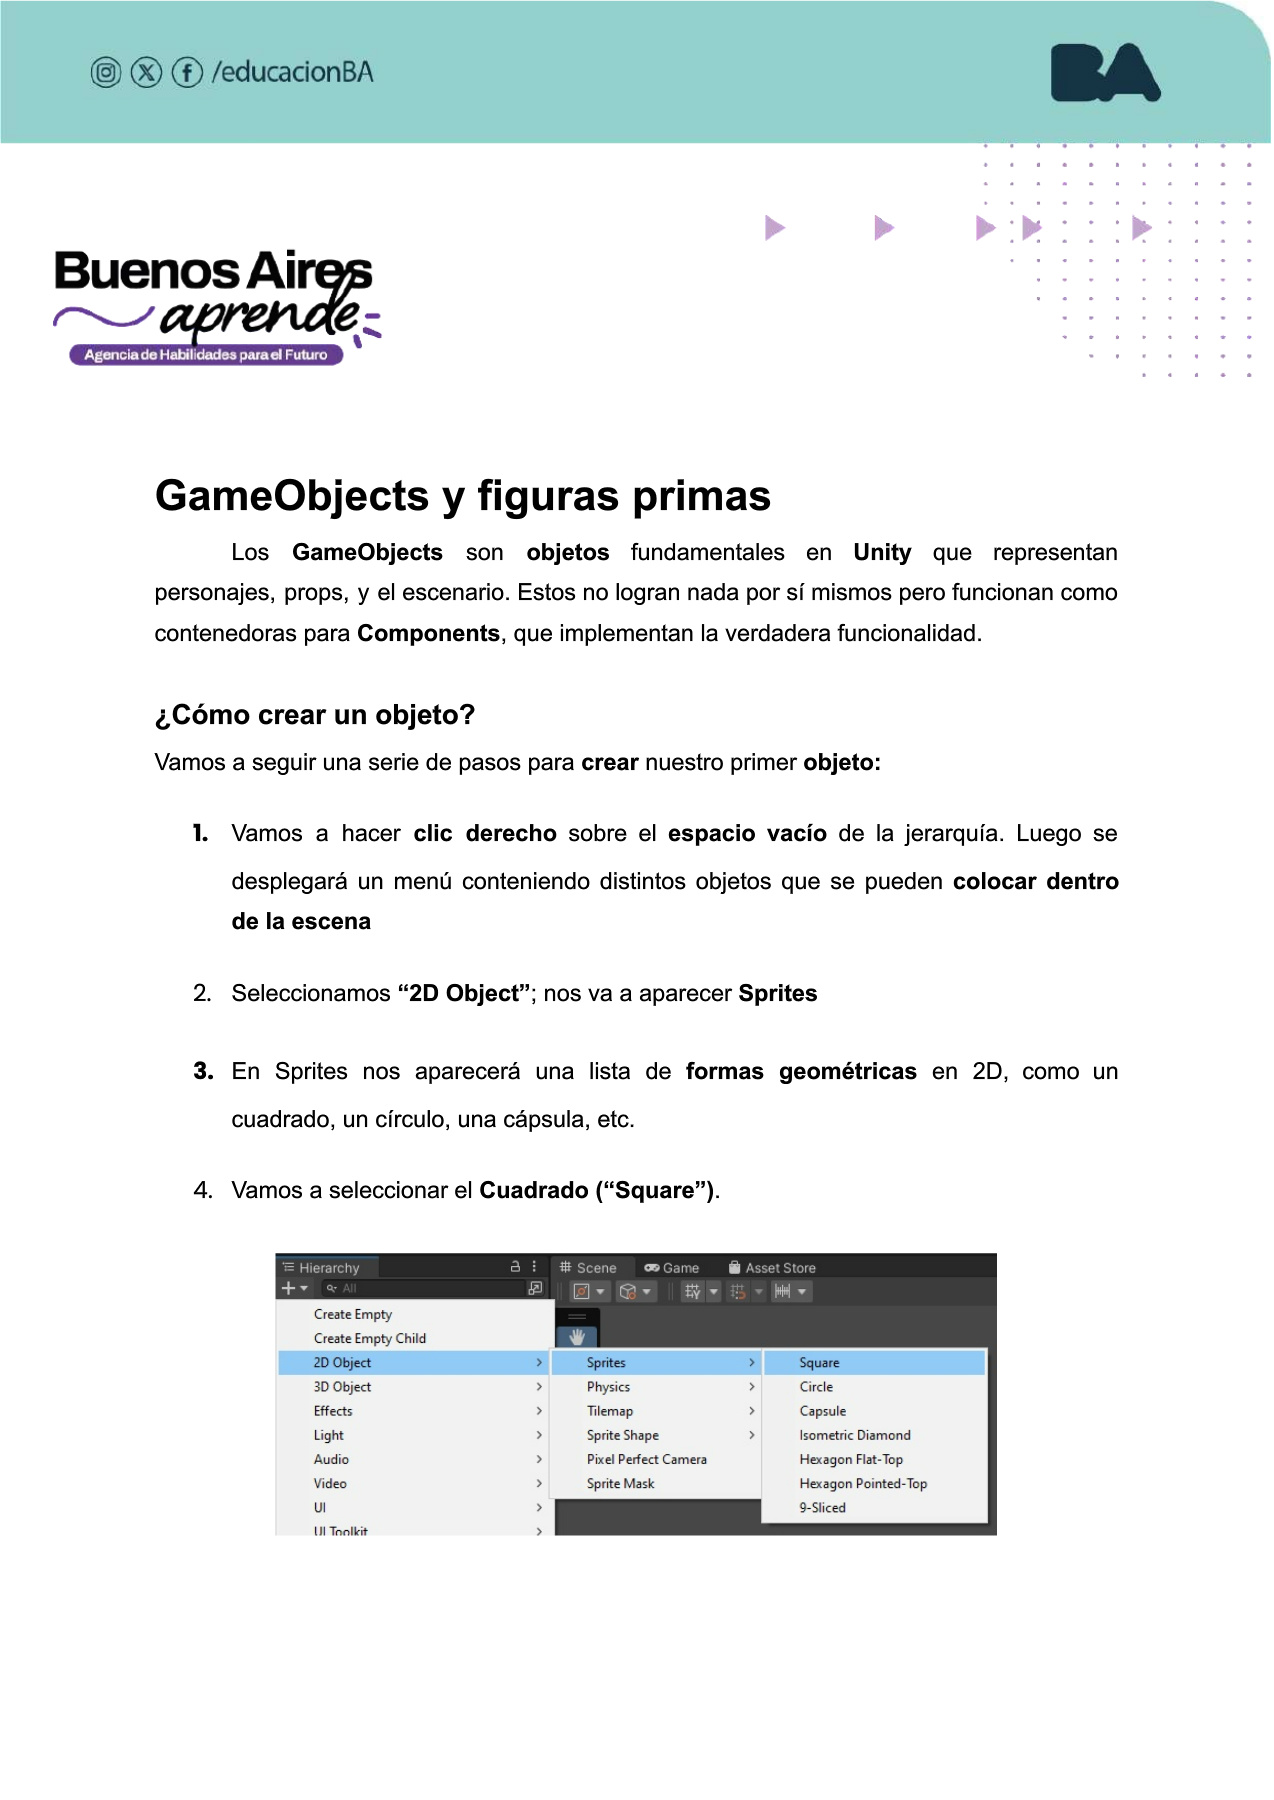 /educacionBA
BA
Buenos Aires
aprende
Agencia de Habilidades para el Futuro
GameObjects y figuras primas
Los GameObjects son objetos fundamentales en Unity que representan
personajes, props, y el escenario. Estos no logran nada por sí mismos pero funcionan como
contenedoras para Components, que implementan la verdadera funcionalidad.
¿Cómo crear un objeto?
Vamos a seguir una serie de pasos para crear nuestro primer objeto:
1. Vamos a hacer clic derecho sobre el espacio vacío de la jerarquía. Luego se
desplegará un menú conteniendo distintos objetos que se pueden colocar dentro
de la escena
2. Seleccionamos “2D Object”; nos va a aparecer Sprites
3. En Sprites nos aparecerá una lista de formas geométricas en 2D, como un
cuadrado, un círculo, una cápsula, etc.
4. Vamos a seleccionar el Cuadrado (“Square”).
Hierarchy
Scene
Game
Asset Store
All
Create Empty
Create Empty Child
2D Object
3D Object
Effects
Light
Audio
Video
UI
UI Toolkit
Sprites
Physics
Tilemap
Sprite Shape
Pixel Perfect Camera
Sprite Mask
Square
Circle
Capsule
Isometric Diamond
Hexagon Flat-Top
Hexagon Pointed-Top
9-Sliced